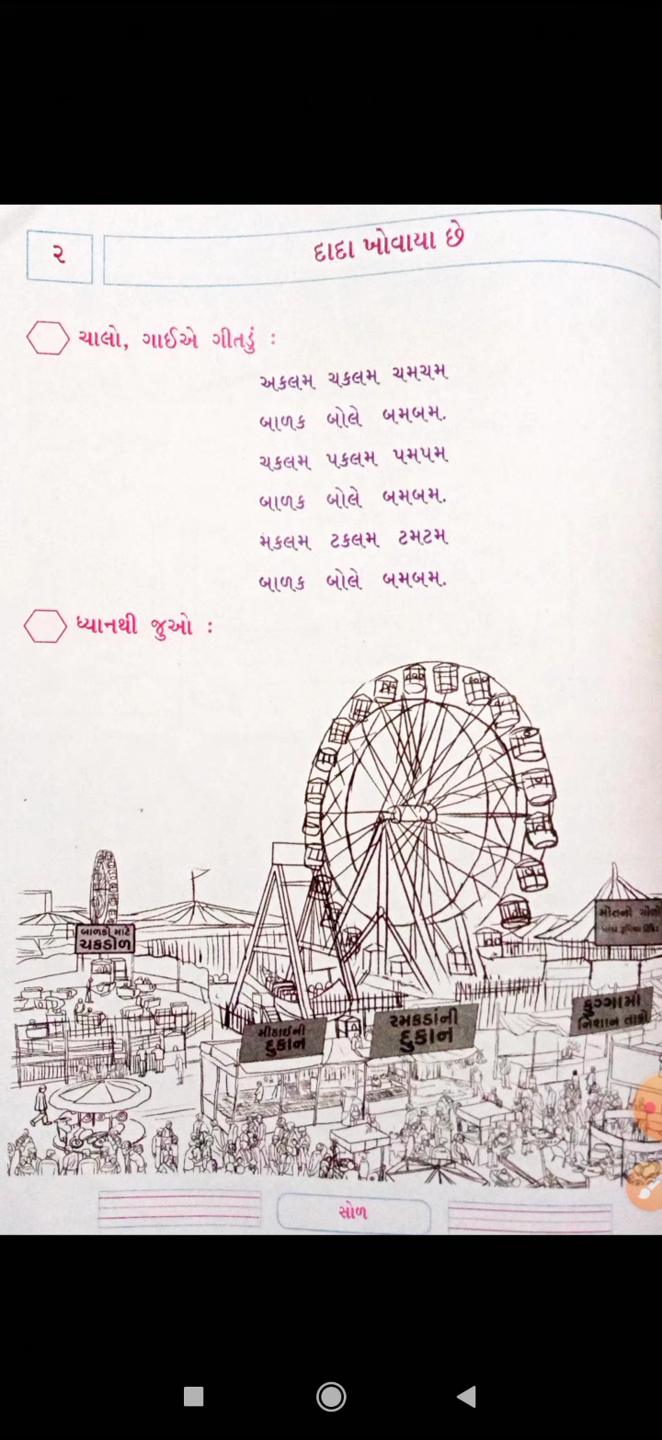 ૨
દાદા ખોવાયા છે
ચાલો, ગાઈએ ગીતડું :
અકલમ ચકલમ ચમચમ
બાળક બોલે બમબમ.
ચકલમ પકલમ પમપમ
બાળક બોલે બમબમ.
મકલમ ટકલમ ટમટમ
બાળક બોલે બમબમ.
ધ્યાનથી જુઓ :
બાળકો માટે
ચકડોળ
મોતનો ગોળો
મીઠાઈની
દુકાન
રમકડાંની
દુકાન
ફુગ્ગામાં
નિશાન તાકો
સોળ